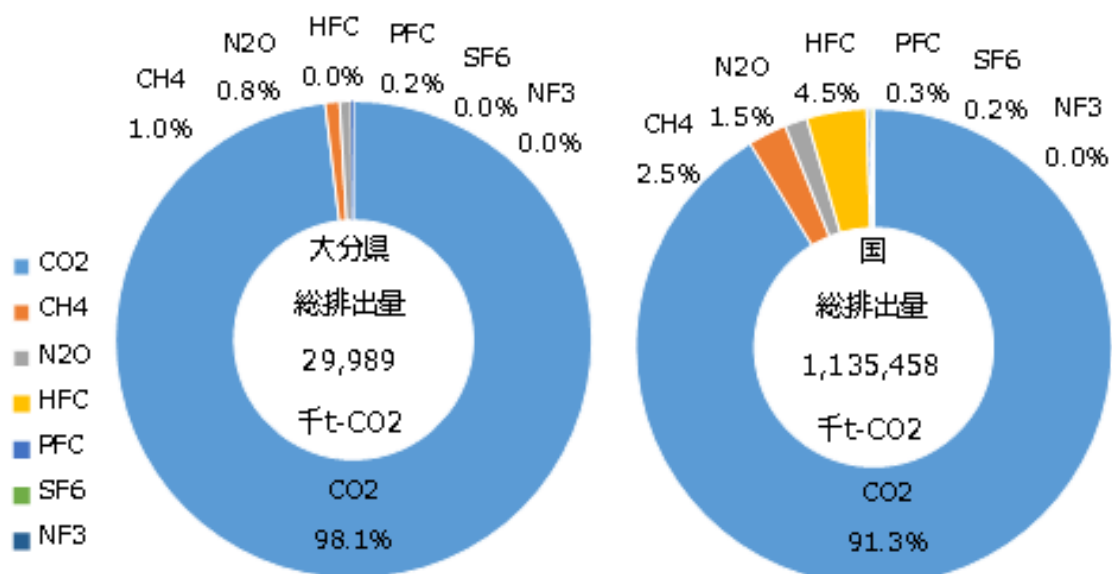 CO2
CH4
N2O
HFC
PFC
SF6
NF3
CH4
1.0%
N2O
0.8%
HFC
0.0%
PFC
0.2%
SF6
0.0%
NF3
0.0%
大分県
総排出量
29,989
千t-CO2
CO2
98.1%
CH4
2.5%
N2O
1.5%
HFC
4.5%
PFC
0.3%
SF6
0.2%
NF3
0.0%
国
総排出量
1,135,458
千t-CO2
CO2
91.3%